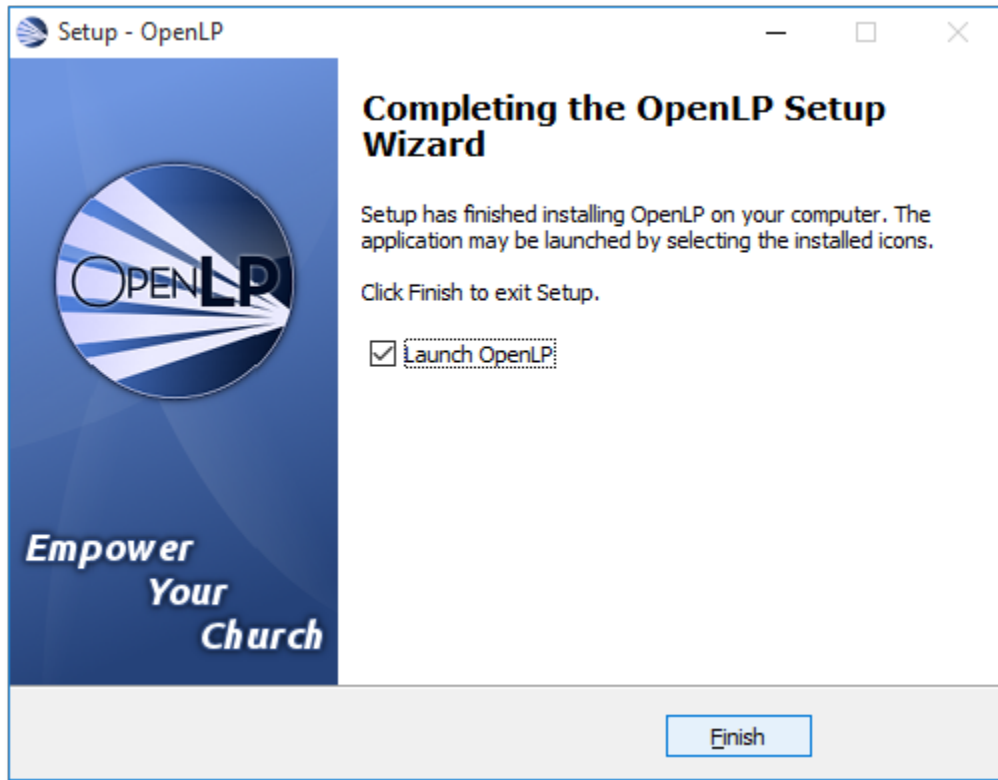 Setup - OpenLP
Completing the OpenLP Setup
Wizard
Setup has finished installing OpenLP on your computer. The
application may be launched by selecting the installed icons.
Click Finish to exit Setup.
Launch OpenLP
OPENLP
Empower
Your
Church
Finish